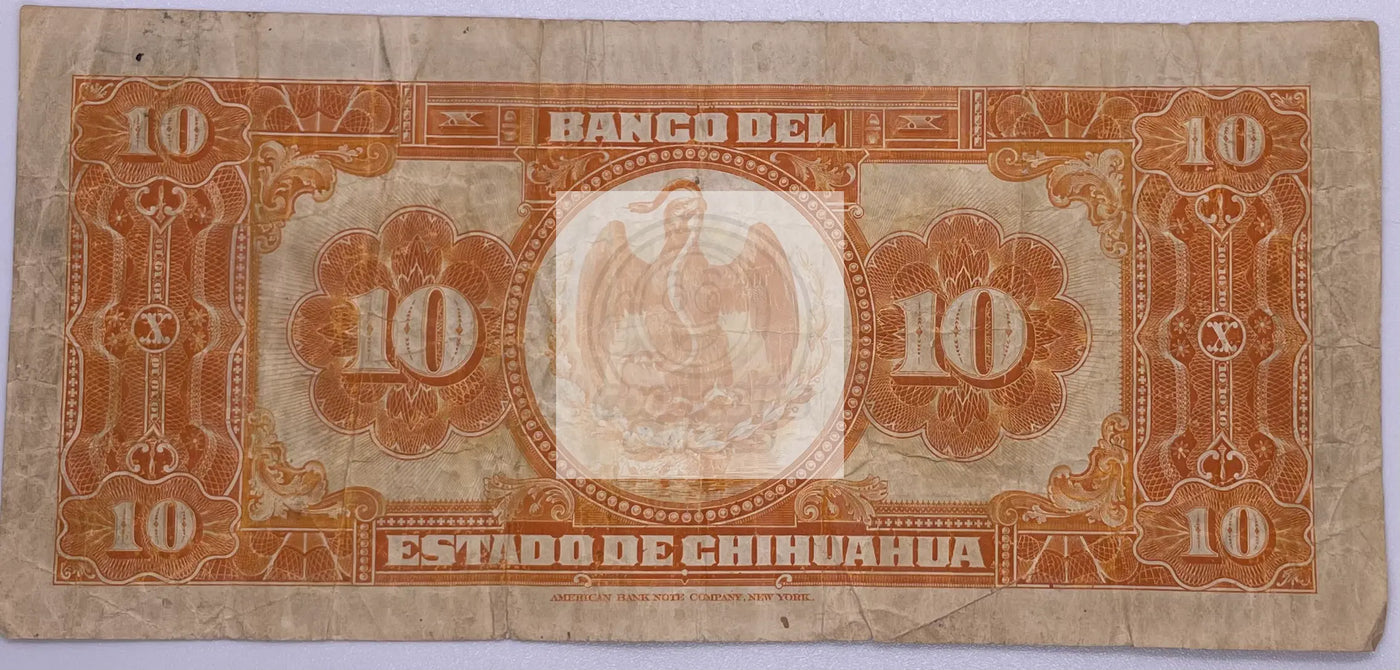 10 10
X X
BANCO DEL
10 10
X X
ESTADO DE CHIHUAHUA
10 10
AMERICAN BANK NOTE COMPANY, NEW YORK.